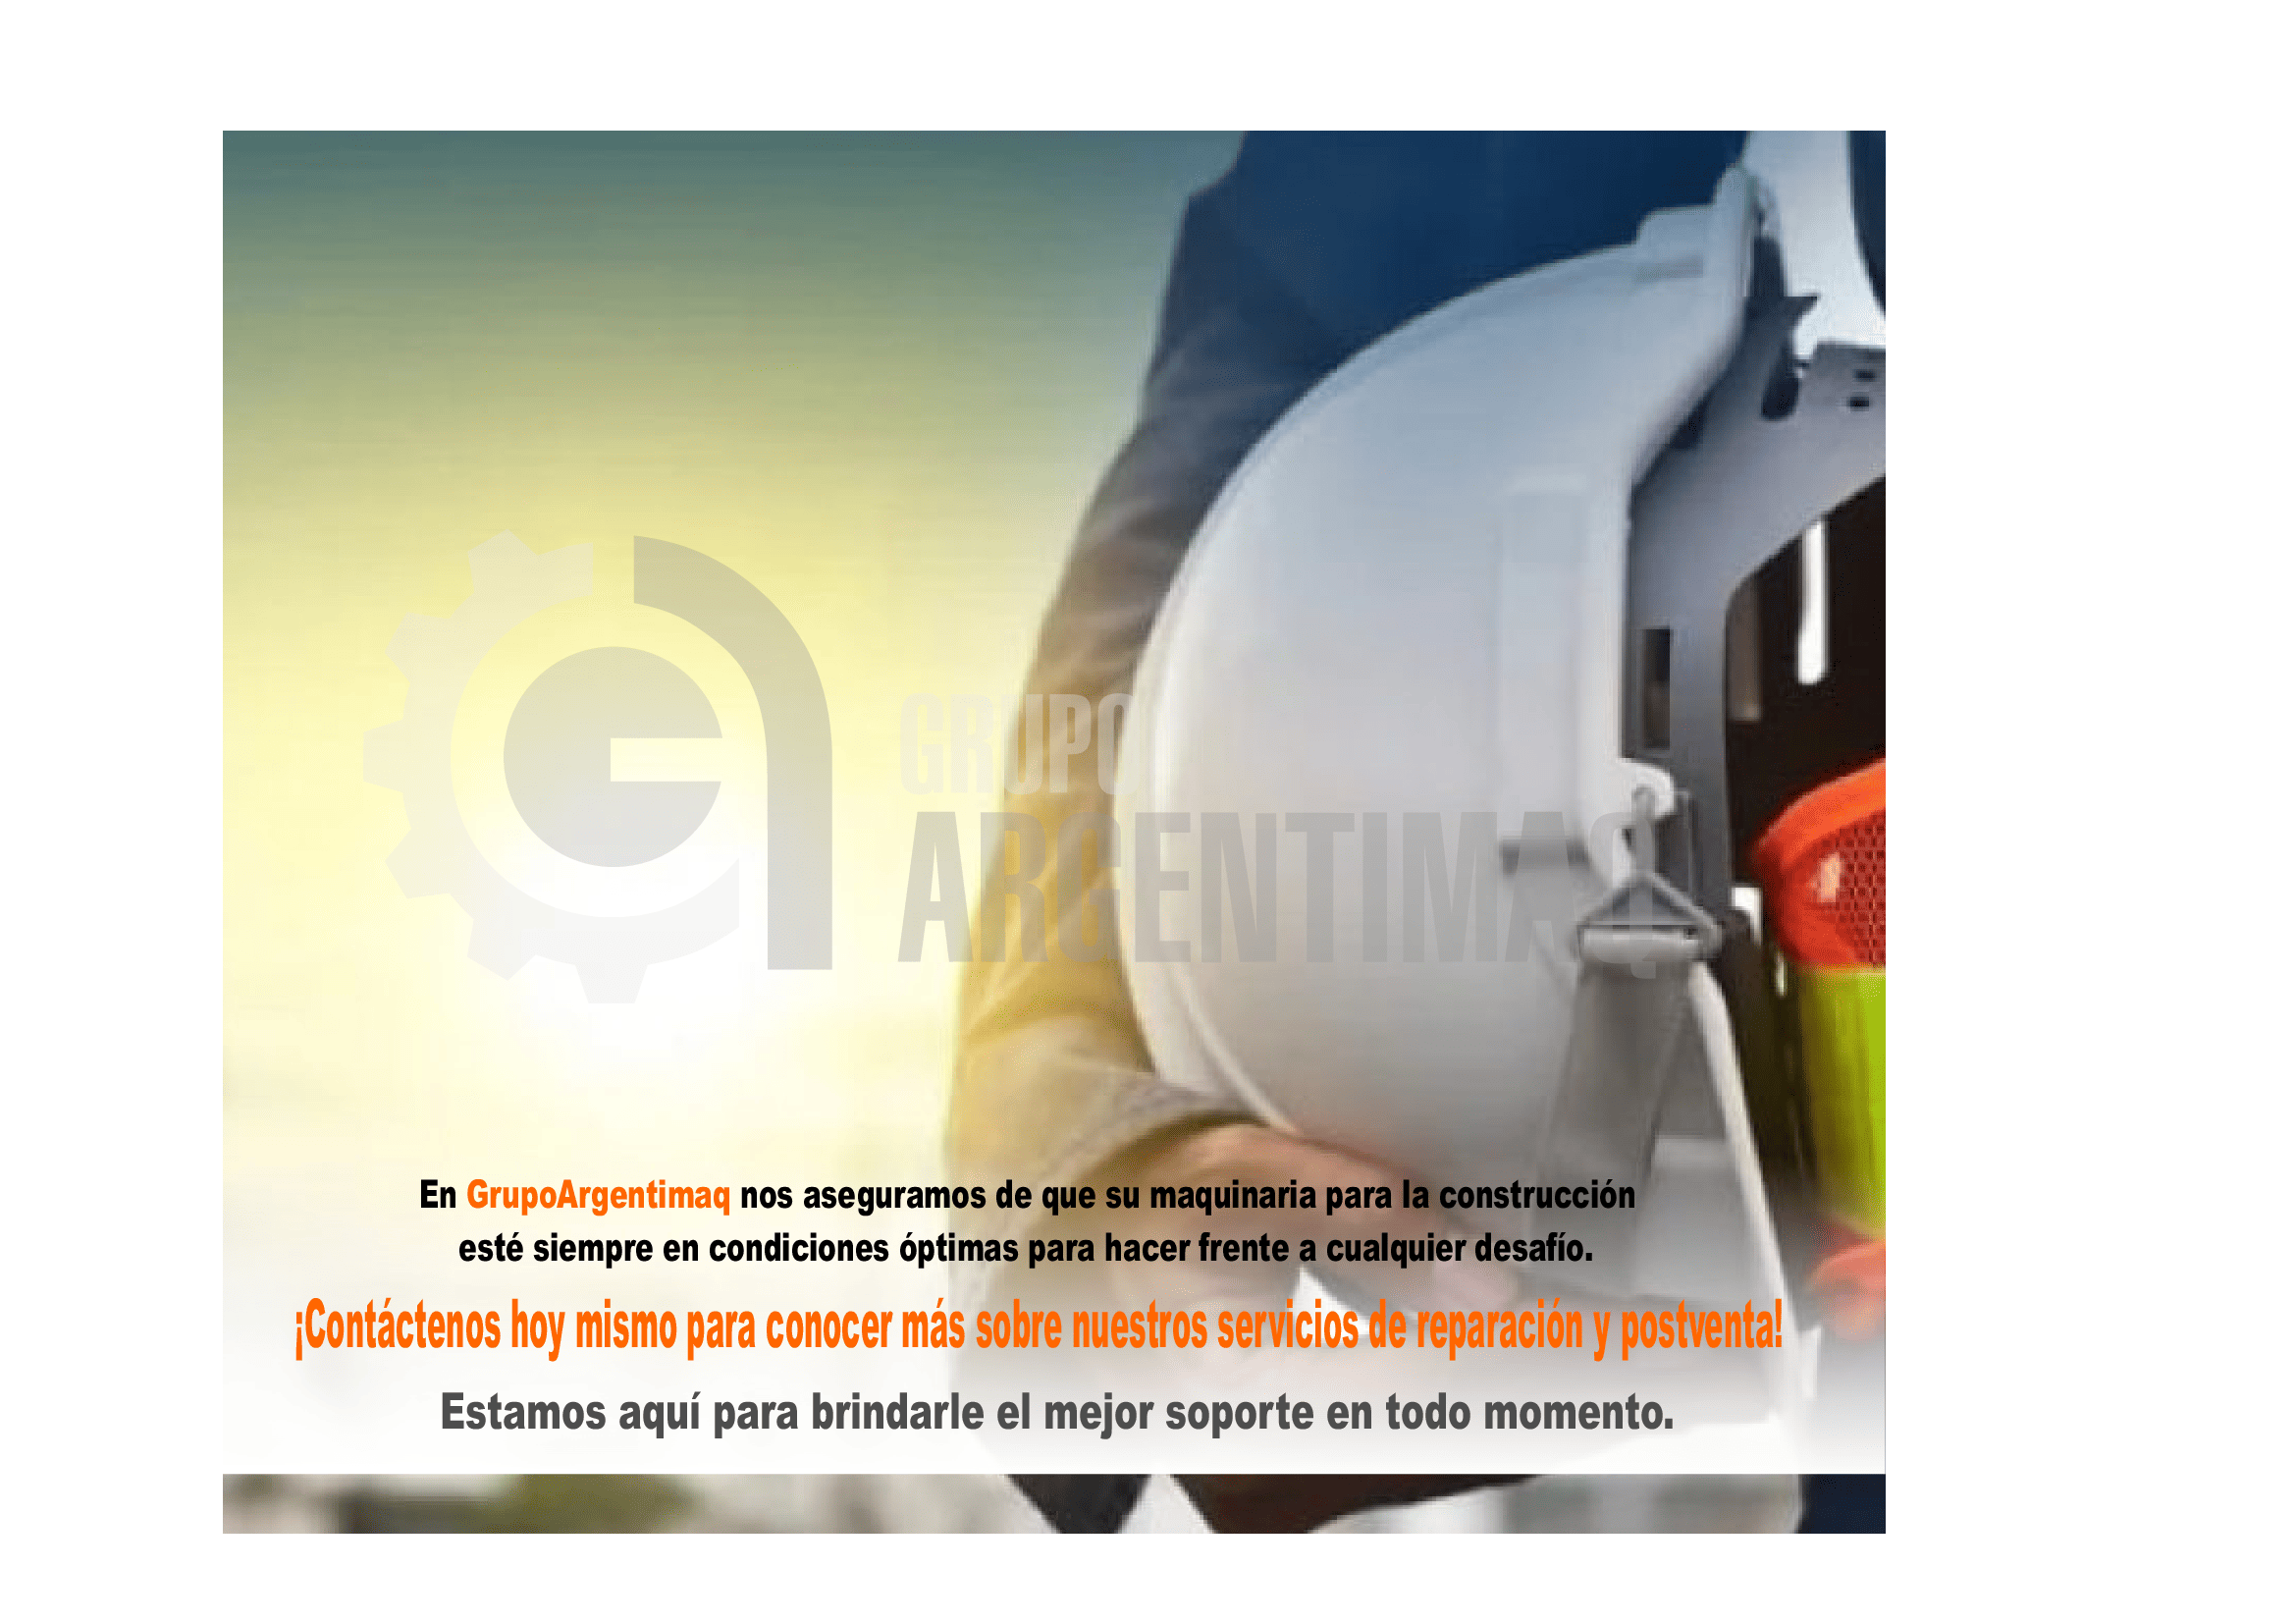 GRUPO
ARGENTIMAQ
En GrupoArgentimaq nos aseguramos de que su maquinaria para la construcción
esté siempre en condiciones óptimas para hacer frente a cualquier desafío.
¡Contáctenos hoy mismo para conocer más sobre nuestros servicios de reparación y postventa!
Estamos aquí para brindarle el mejor soporte en todo momento.